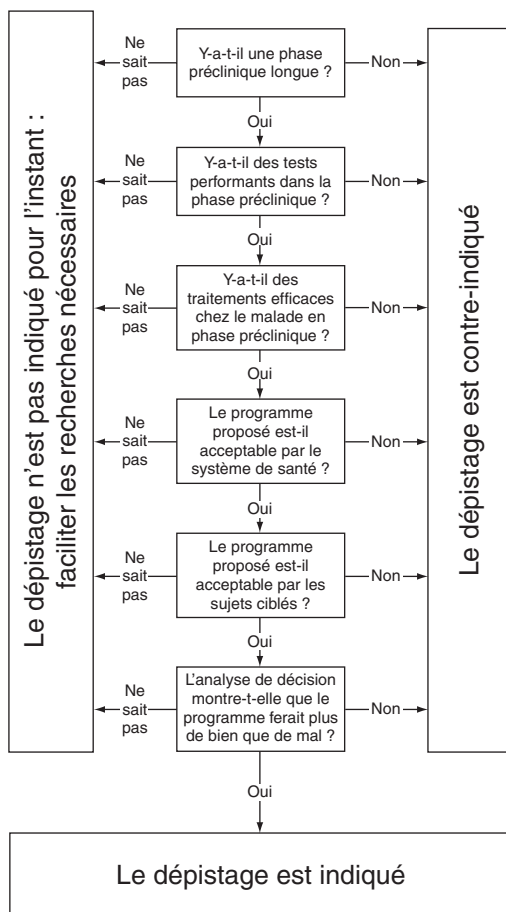 Le dépistage n'est pas indiqué pour l'instant :
faciliter les recherches nécessaires
Ne
sait
pas
Y-a-t-il une phase
préclinique longue ?
Non
Oui
Ne
sait
pas
Y-a-t-il des tests
performants dans la
phase préclinique ?
Non
Oui
Ne
sait
pas
Y-a-t-il des
traitements efficaces
chez le malade en
phase préclinique ?
Non
Oui
Ne
sait
pas
Le programme
proposé est-il
acceptable par le
système de santé ?
Non
Oui
Ne
sait
pas
Le programme
proposé est-il
acceptable par les
sujets ciblés ?
Non
Oui
Ne
sait
pas
L'analyse de décision
montre-t-elle que le
programme ferait plus
de bien que de mal ?
Non
Oui
Le dépistage est contre-indiqué
Le dépistage est indiqué